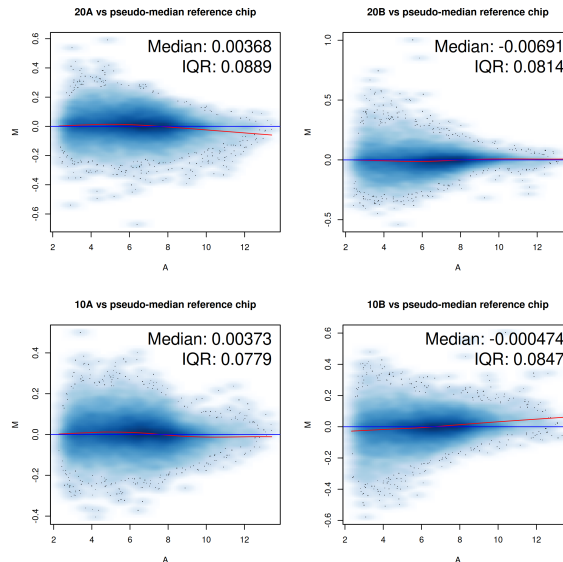 20A vs pseudo-median reference chip
Median: 0.00368
IQR: 0.0889
M
0.6
0.4
0.2
0.0
-0.2
-0.4
-0.6
2 4 6 8 10 12
A
20B vs pseudo-median reference chip
Median: -0.00691
IQR: 0.0814
M
1.0
0.5
0.0
-0.5
2 4 6 8 10 12
A
10A vs pseudo-median reference chip
Median: 0.00373
IQR: 0.0779
M
0.4
0.2
0.0
-0.2
-0.4
2 4 6 8 10 12
A
10B vs pseudo-median reference chip
Median: -0.000474
IQR: 0.0847
M
0.6
0.4
0.2
0.0
-0.2
-0.4
-0.6
2 4 6 8 10 12
A